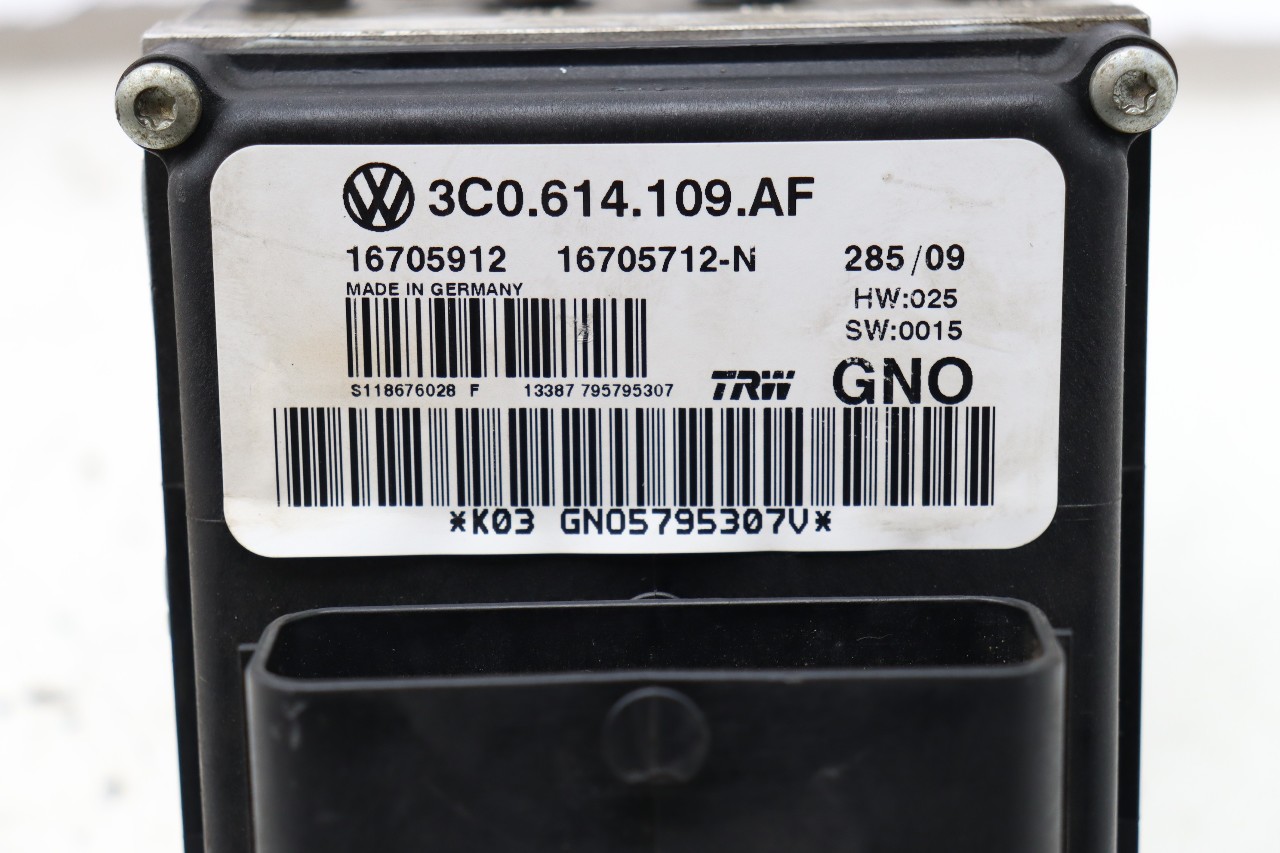 3C0.614.109.AF
16705912 16705712-N 285/09
MADE IN GERMANY HW:025
SW:0015
S118676028 F 13387 795795307 TRW GNO
*K03 GNO5795307V*